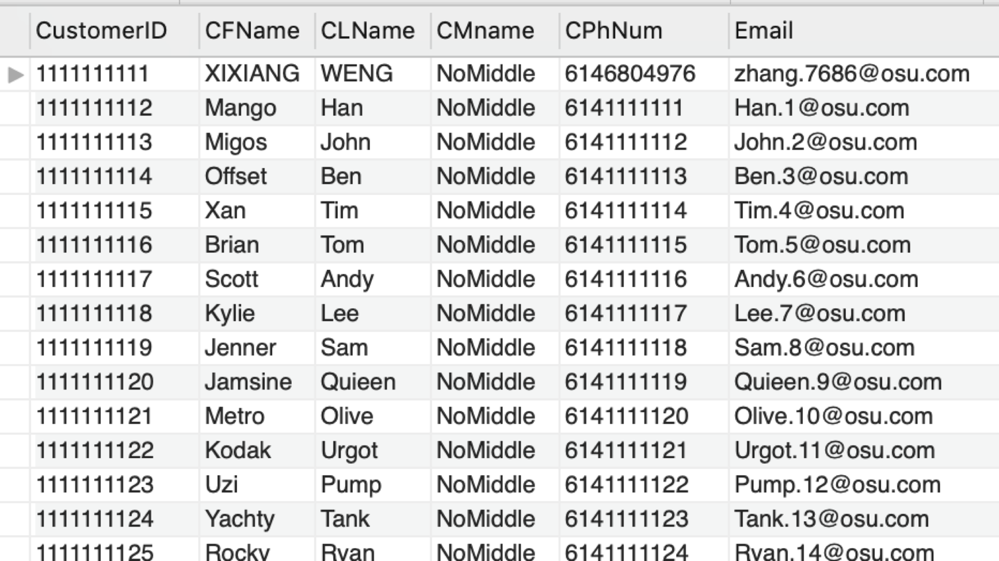 CustomerID CFName CLName CMname CPhNum Email
1111111111 XIXIANG WENG NoMiddle 6146804976 zhang.7686@osu.com
1111111112 Mango Han NoMiddle 6141111111 Han.1@osu.com
1111111113 Migos John NoMiddle 6141111112 John.2@osu.com
1111111114 Offset Ben NoMiddle 6141111113 Ben.3@osu.com
1111111115 Xan Tim NoMiddle 6141111114 Tim.4@osu.com
1111111116 Brian Tom NoMiddle 6141111115 Tom.5@osu.com
1111111117 Scott Andy NoMiddle 6141111116 Andy.6@osu.com
1111111118 Kylie Lee NoMiddle 6141111117 Lee.7@osu.com
1111111119 Jenner Sam NoMiddle 6141111118 Sam.8@osu.com
1111111120 Jamsine Quieen NoMiddle 6141111119 Quieen.9@osu.com
1111111121 Metro Olive NoMiddle 6141111120 Olive.10@osu.com
1111111122 Kodak Urgot NoMiddle 6141111121 Urgot.11@osu.com
1111111123 Uzi Pump NoMiddle 6141111122 Pump.12@osu.com
1111111124 Yachty Tank NoMiddle 6141111123 Tank.13@osu.com
1111111125 Rocky Ryan NoMiddle 6141111124 Ryan.14@osu.com